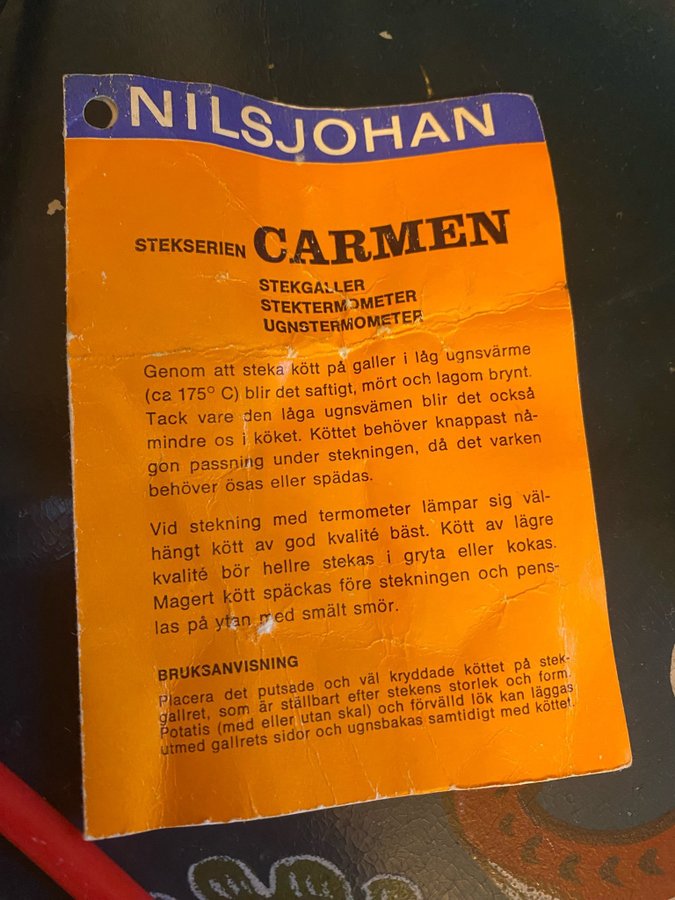 NILSJOHAN
STEKSERIEN CARMEN
STEKGALLER
STEKTERMOMETER
UGNSTERMOMETER
Genom att steka kött på galler i låg ugnsvärme
(ca 175° C) blir det saftigt, mört och lagom brynt.
Tack vare den låga ugnsvämen blir det också
mindre os i köket. Köttet behöver knappast nå-
gon passning under stekningen, då det varken
behöver ösas eller spädas.
Vid stekning med termometer lämpar sig väl-
hängt kött av god kvalité bäst. Kött av lägre
kvalité bör hellre stekas i gryta eller kokas.
Magert kött späckas före stekningen och pens-
las på ytan med smält smör.
BRUKSANVISNING
Placera det putsade och väl kryddade köttet på stek-
gallret, som är ställbart efter stekens storlek och form.
Potatis (med eller utan skal) och förvälld lök kan läggas
utmed gallrets sidor och ugnsbakas samtidigt med köttet.